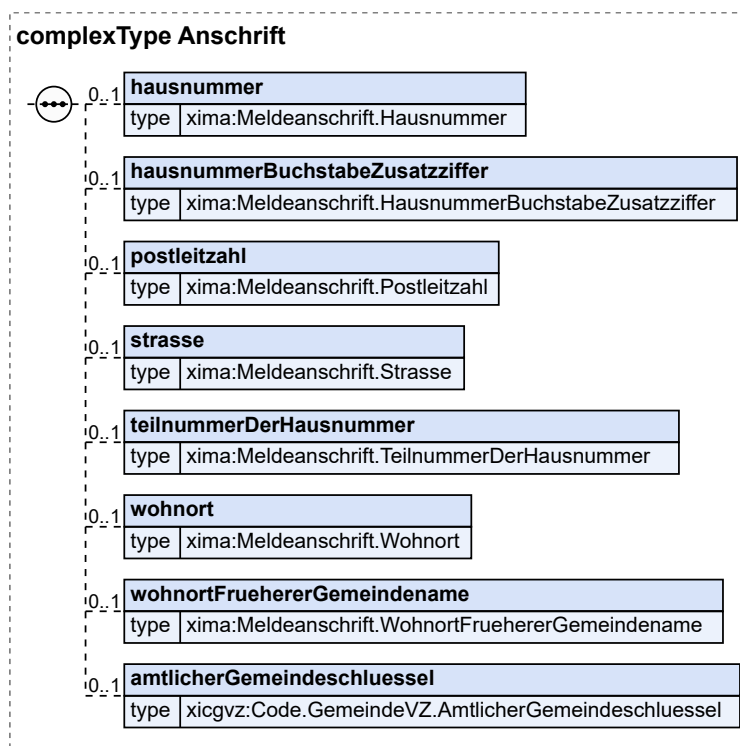 complexType Anschrift
0..1 hausnummer
type xima:Meldeanschrift.Hausnummer
0..1 hausnummerBuchstabeZusatzziffer
type xima:Meldeanschrift.HausnummerBuchstabeZusatzziffer
0..1 postleitzahl
type xima:Meldeanschrift.Postleitzahl
0..1 strasse
type xima:Meldeanschrift.Strasse
0..1 teilnummerDerHausnummer
type xima:Meldeanschrift.TeilnummerDerHausnummer
0..1 wohnort
type xima:Meldeanschrift.Wohnort
0..1 wohnortFruehererGemeindename
type xima:Meldeanschrift.WohnortFruehererGemeindename
0..1 amtlicherGemeindeschluessel
type xicgvz:Code.GemeindeVZ.AmtlicherGemeindeschluessel